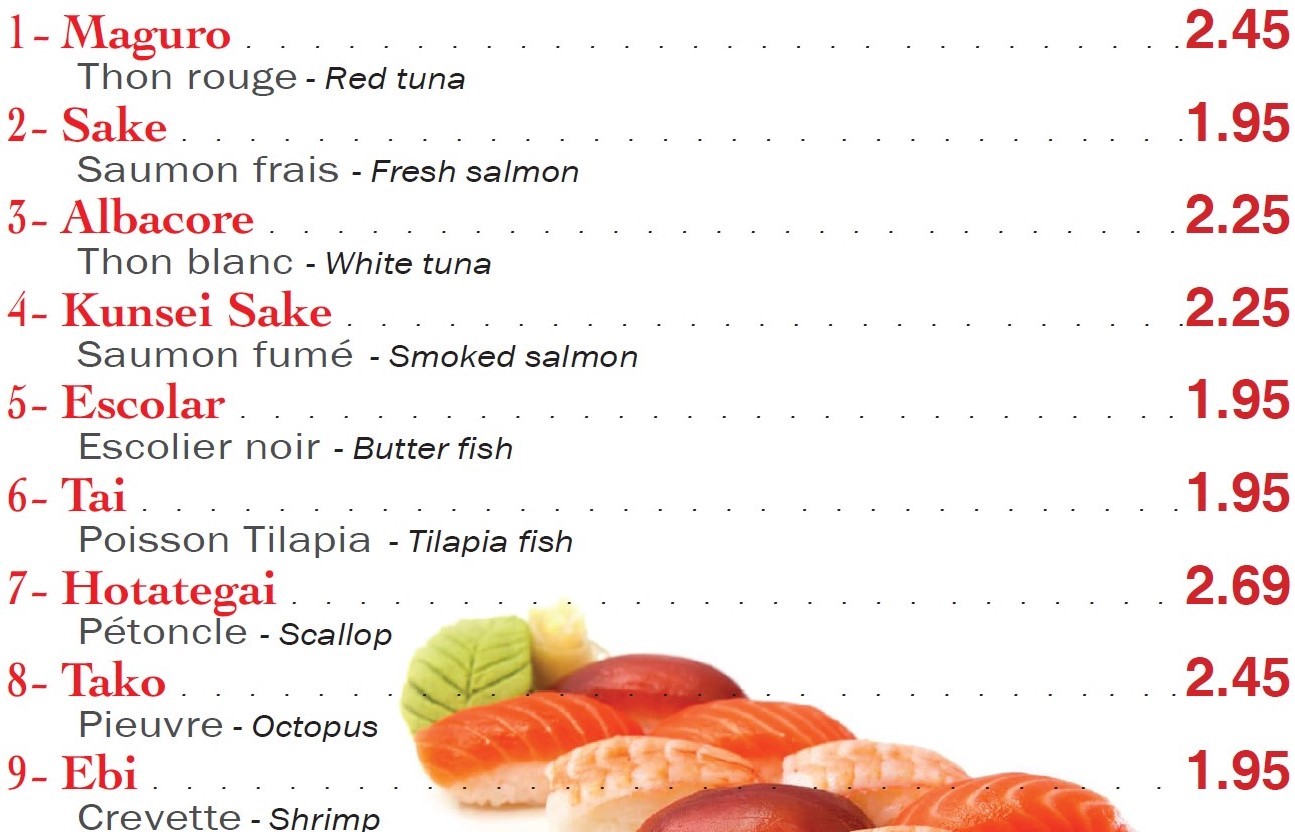 1- Maguro . . . . . . . . . . . . . . . . . . . . . . . . . . . . 2.45
Thon rouge - Red tuna
2- Sake . . . . . . . . . . . . . . . . . . . . . . . . . . . . . . 1.95
Saumon frais - Fresh salmon
3- Albacore . . . . . . . . . . . . . . . . . . . . . . . . . . . 2.25
Thon blanc - White tuna
4- Kunsei Sake . . . . . . . . . . . . . . . . . . . . . . . . . 2.25
Saumon fumé - Smoked salmon
5- Escolar . . . . . . . . . . . . . . . . . . . . . . . . . . . . 1.95
Escolier noir - Butter fish
6- Tai . . . . . . . . . . . . . . . . . . . . . . . . . . . . . . . 1.95
Poisson Tilapia - Tilapia fish
7- Hotategai . . . . . . . . . . . . . . . . . . . . . . . . . . 2.69
Pétoncle - Scallop
8- Tako . . . . . . . . . . . . . . . . . . . . . . . . . . . . . . 2.45
Pieuvre - Octopus
9- Ebi . . . . . . . . . . . . . . . . . . . . . . . . . . . . . . 1.95
Crevette - Shrimp